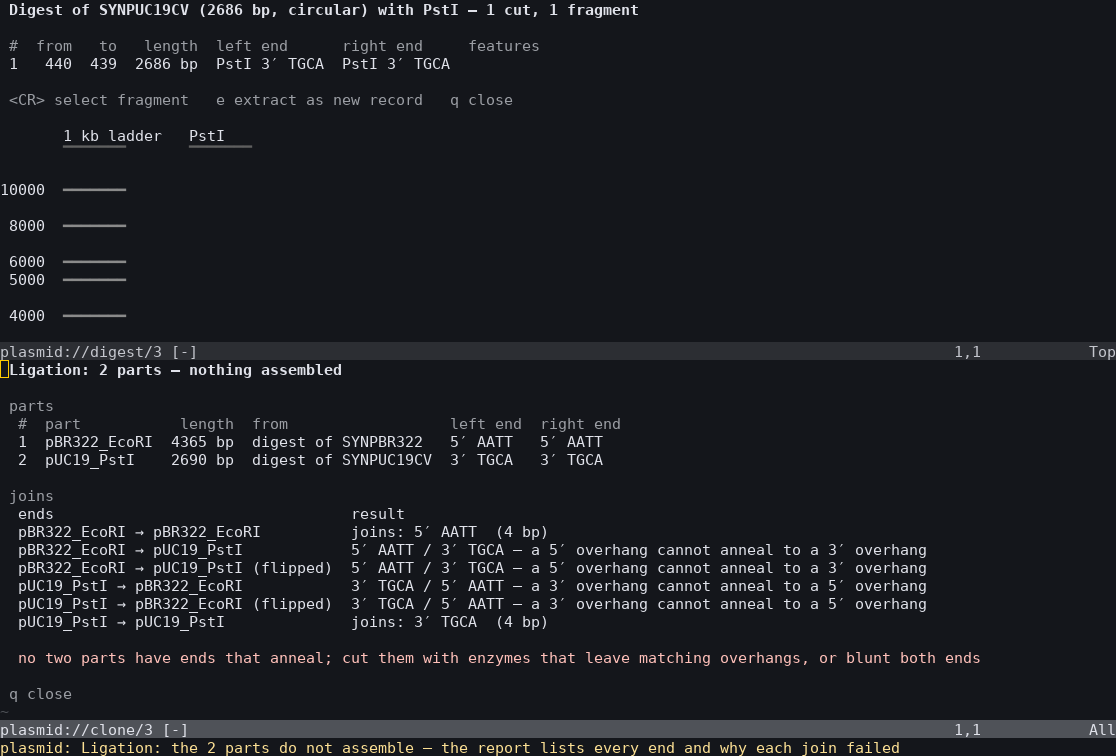 Digest of SYNPUC19CV (2686 bp, circular) with PstI — 1 cut, 1 fragment
#  from   to   length  left end      right end     features
1   440  439  2686 bp  PstI 3′ TGCA  PstI 3′ TGCA
<CR> select fragment   e extract as new record   q close
1 kb ladder   PstI
10000
8000
6000
5000
4000
plasmid://digest/3 [-]    1,1    Top
Ligation: 2 parts — nothing assembled
parts
#  part           length  from                  left end  right end
1  pBR322_EcoRI  4365 bp  digest of SYNPBR322   5′ AATT   5′ AATT
2  pUC19_PstI    2690 bp  digest of SYNPUC19CV  3′ TGCA   3′ TGCA
joins
ends                                 result
pBR322_EcoRI → pBR322_EcoRI          joins: 5′ AATT  (4 bp)
pBR322_EcoRI → pUC19_PstI            5′ AATT / 3′ TGCA — a 5′ overhang cannot anneal to a 3′ overhang
pBR322_EcoRI → pUC19_PstI (flipped)  5′ AATT / 3′ TGCA — a 5′ overhang cannot anneal to a 3′ overhang
pUC19_PstI → pBR322_EcoRI            3′ TGCA / 5′ AATT — a 3′ overhang cannot anneal to a 5′ overhang
pUC19_PstI → pBR322_EcoRI (flipped)  3′ TGCA / 5′ AATT — a 3′ overhang cannot anneal to a 5′ overhang
pUC19_PstI → pUC19_PstI              joins: 3′ TGCA  (4 bp)
no two parts have ends that anneal; cut them with enzymes that leave matching overhangs, or blunt both ends
q close
~
plasmid://clone/3 [-]    1,1    All
plasmid: Ligation: the 2 parts do not assemble — the report lists every end and why each join failed